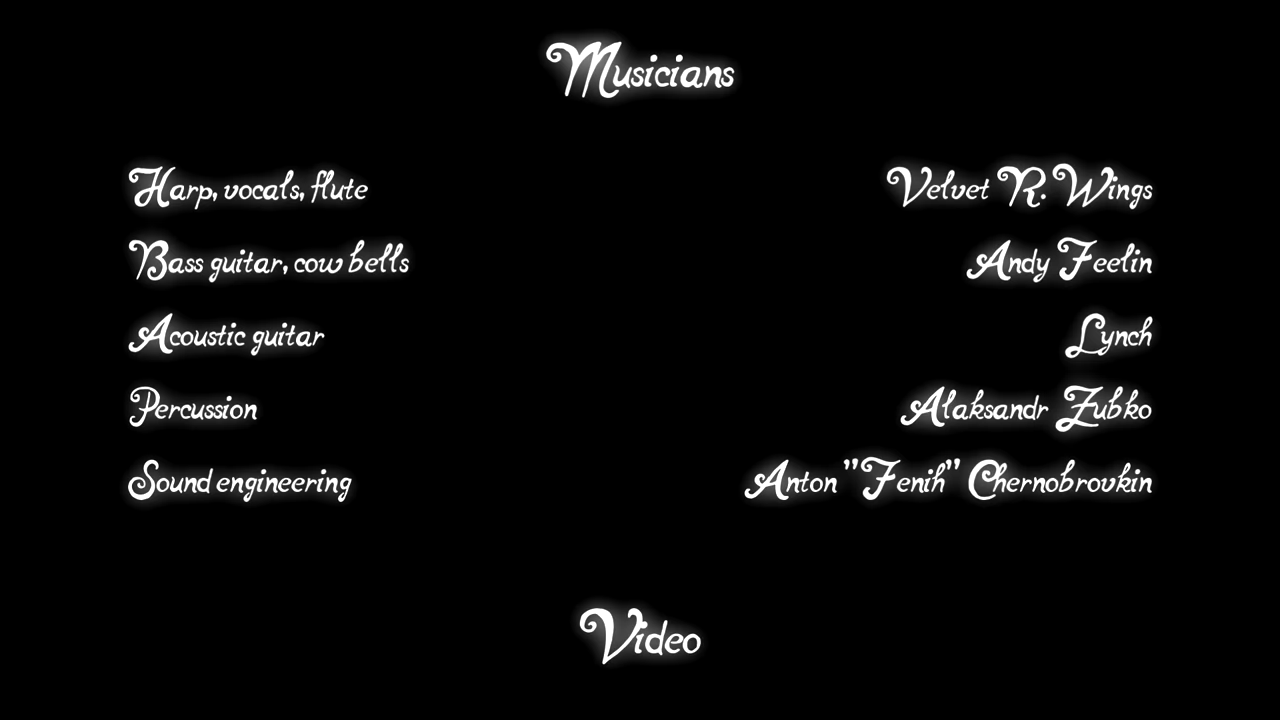 Musicians
Harp, vocals, flute Velvet R. Wings
Bass guitar, cow bells Andy Feelin
Acoustic guitar Lynch
Percussion Alaksandr Zubko
Sound engineering Anton "Fenih" Chernobrovkin
Video